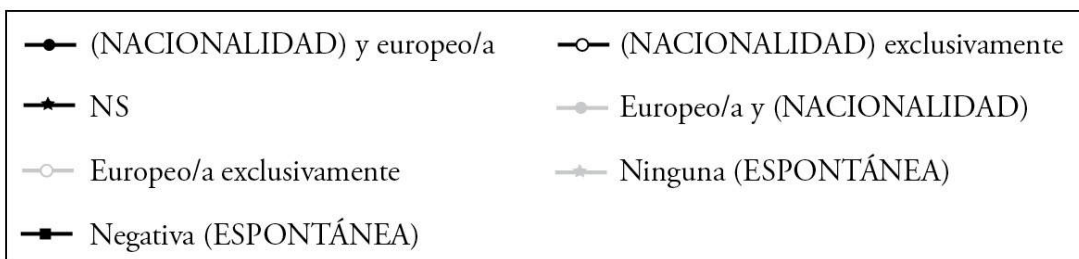 (NACIONALIDAD) y europeo/a
(NACIONALIDAD) exclusivamente
NS
Europeo/a y (NACIONALIDAD)
Europeo/a exclusivamente
Ninguna (ESPONTÁNEA)
Negativa (ESPONTÁNEA)